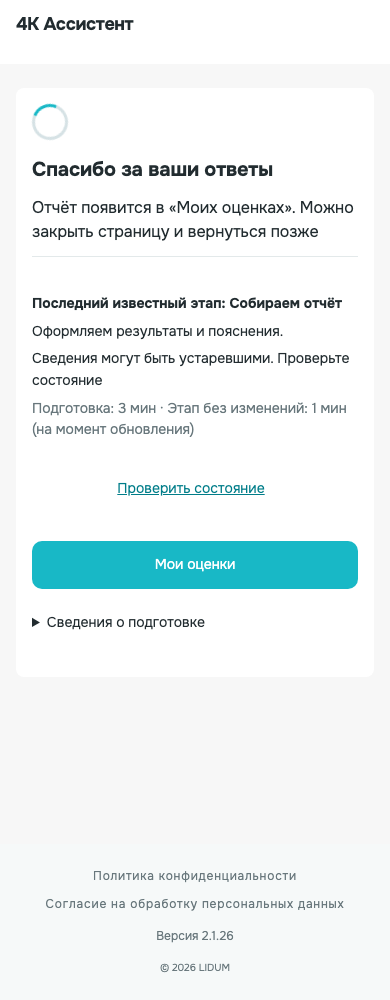 4К Ассистент
Спасибо за ваши ответы
Отчёт появится в «Моих оценках». Можно
закрыть страницу и вернуться позже
Последний известный этап: Собираем отчёт
Оформляем результаты и пояснения.
Сведения могут быть устаревшими. Проверьте
состояние
Подготовка: 3 мин · Этап без изменений: 1 мин
(на момент обновления)
Проверить состояние
Мои оценки
Сведения о подготовке
Политика конфиденциальности
Согласие на обработку персональных данных
Версия 2.1.26
© 2026 LIDUM